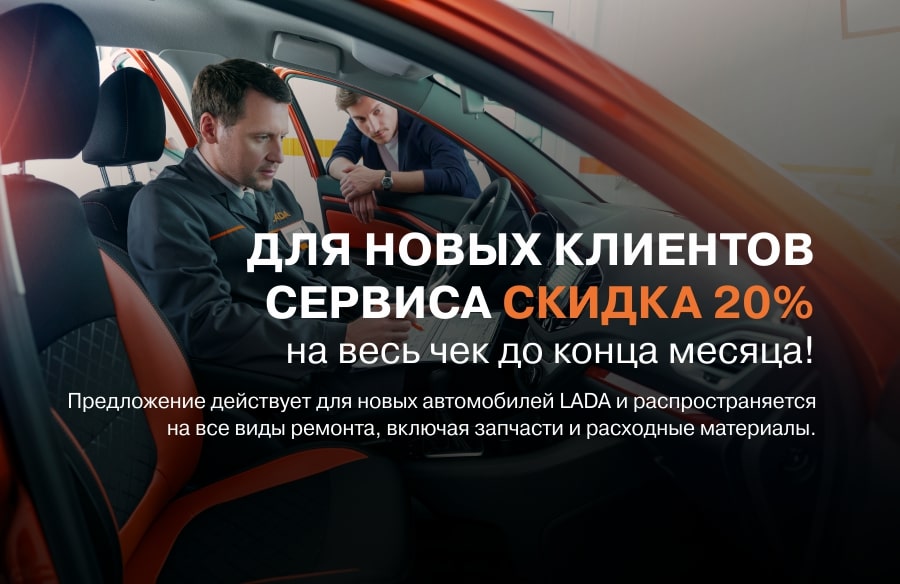 LADA
ДЛЯ НОВЫХ КЛИЕНТОВ
СЕРВИСА СКИДКА 20%
на весь чек до конца месяца!
Предложение действует для новых автомобилей LADA и распространяется
на все виды ремонта, включая запчасти и расходные материалы.